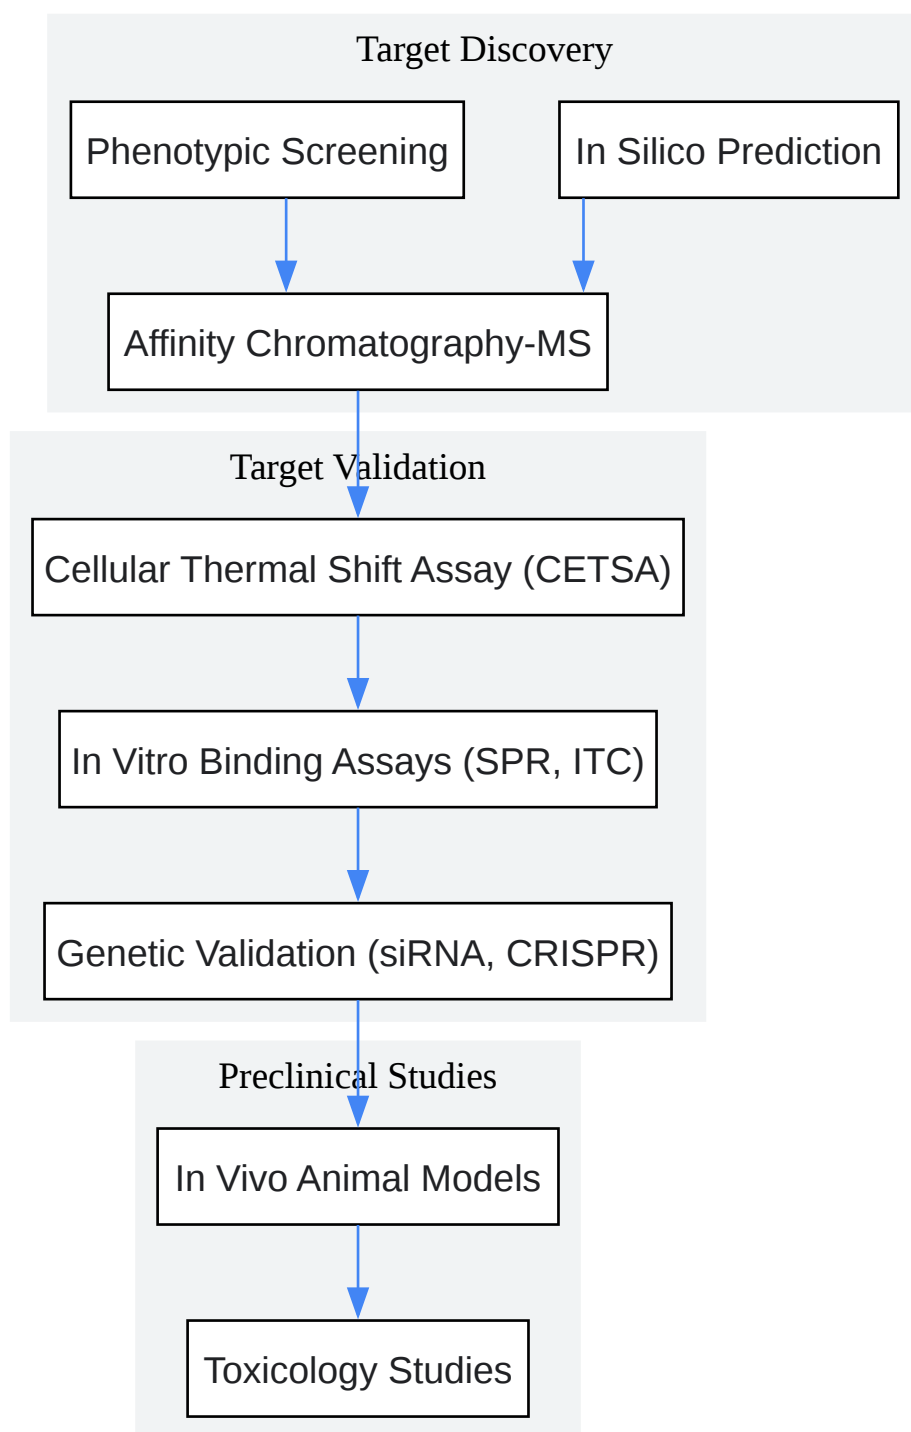 Target Discovery
Phenotypic Screening
In Silico Prediction
Affinity Chromatography-MS
Target Validation
Cellular Thermal Shift Assay (CETSA)
In Vitro Binding Assays (SPR, ITC)
Genetic Validation (siRNA, CRISPR)
Preclinical Studies
In Vivo Animal Models
Toxicology Studies